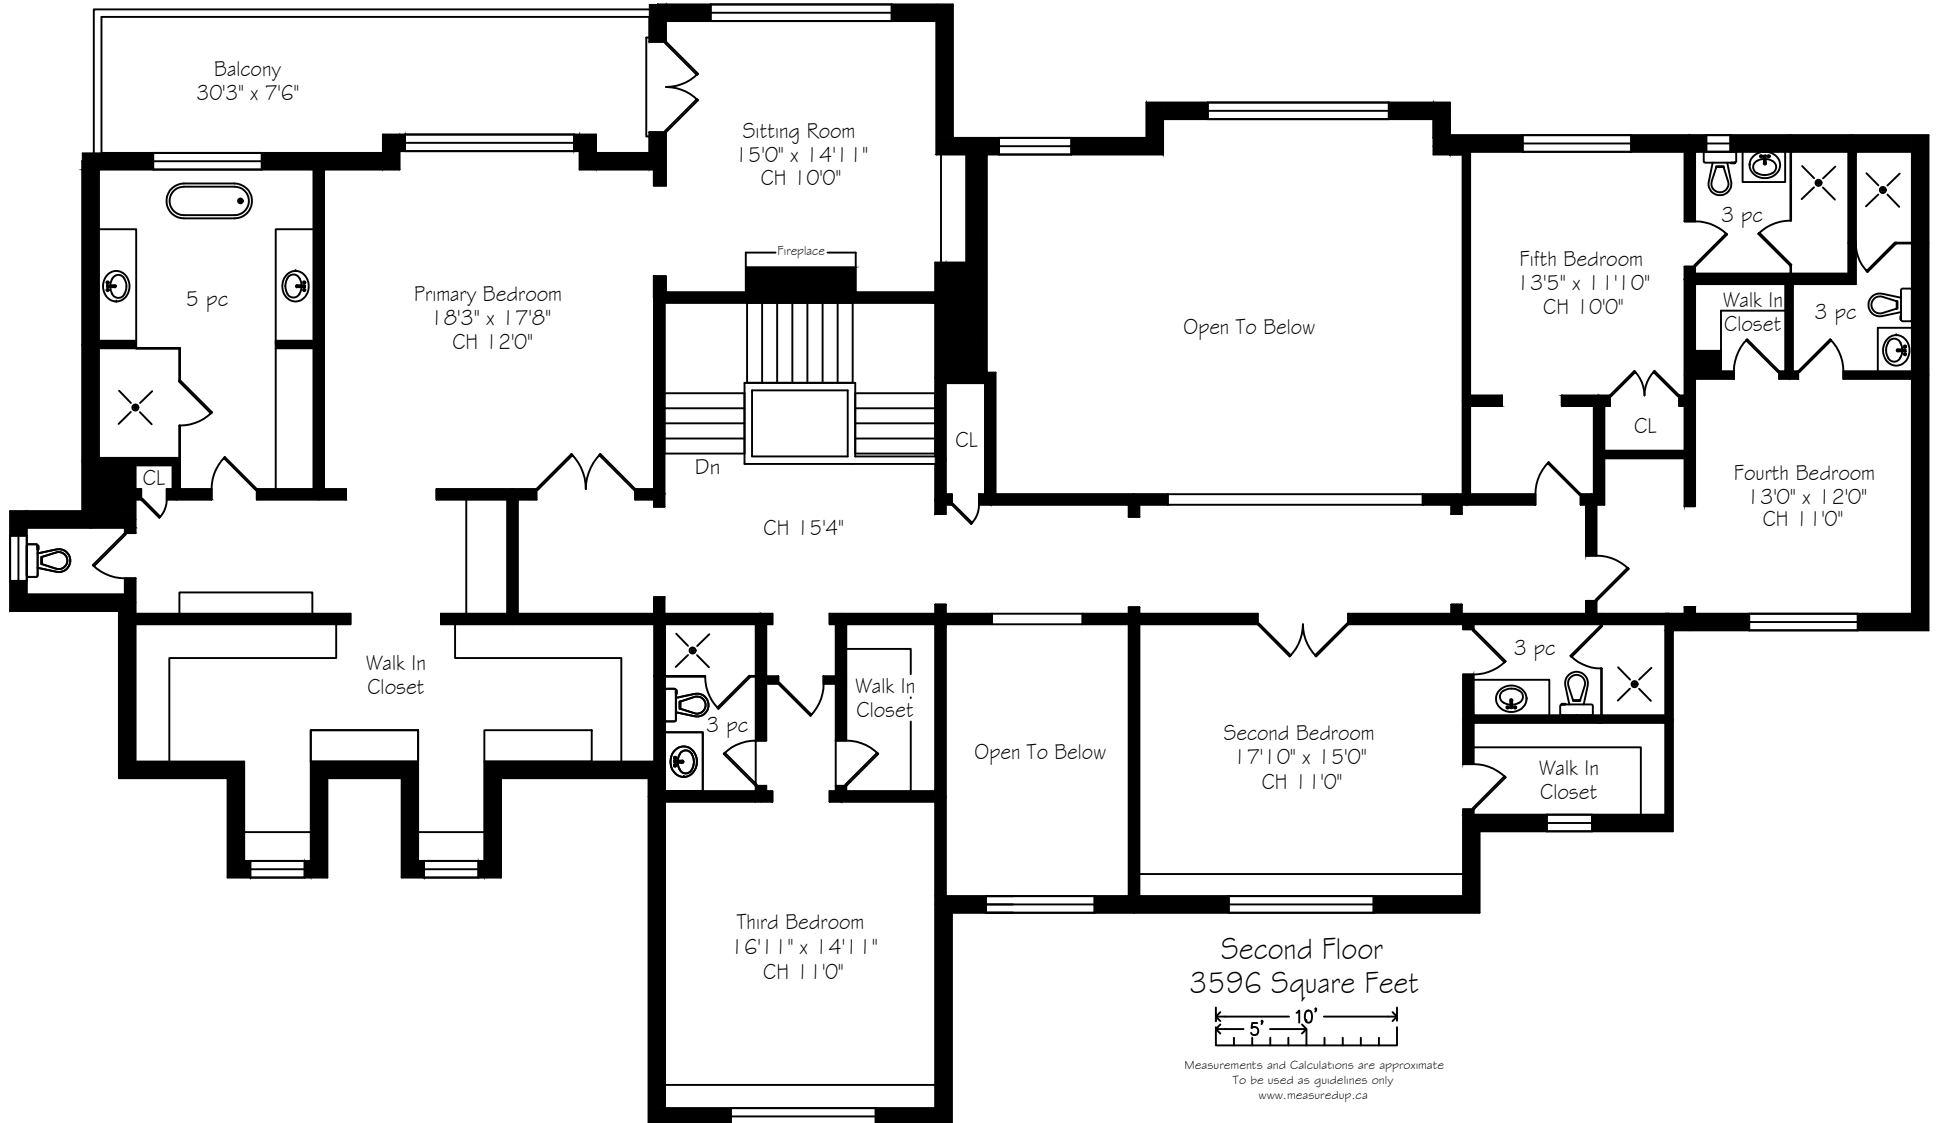 Balcony
30'3" x 7'6"
Sitting Room
15'0" x 14'11"
CH 10'0"
Fireplace
5 pc
Primary Bedroom
18'3" x 17'8"
CH 12'0"
Open To Below
Fifth Bedroom
13'5" x 11'10"
CH 10'0"
3 pc
Walk In
Closet
3 pc
CL
Dn
CL
CL
Fourth Bedroom
13'0" x 12'0"
CH 11'0"
CH 15'4"
Walk In
Closet
3 pc
Walk In
Closet
Open To Below
Second Bedroom
17'10" x 15'0"
CH 11'0"
3 pc
Walk In
Closet
Third Bedroom
16'11" x 14'11"
CH 11'0"
Second Floor
3596 Square Feet
10'
5'
Measurements and Calculations are approximate
To be used as guidelines only
www.measuredup.ca